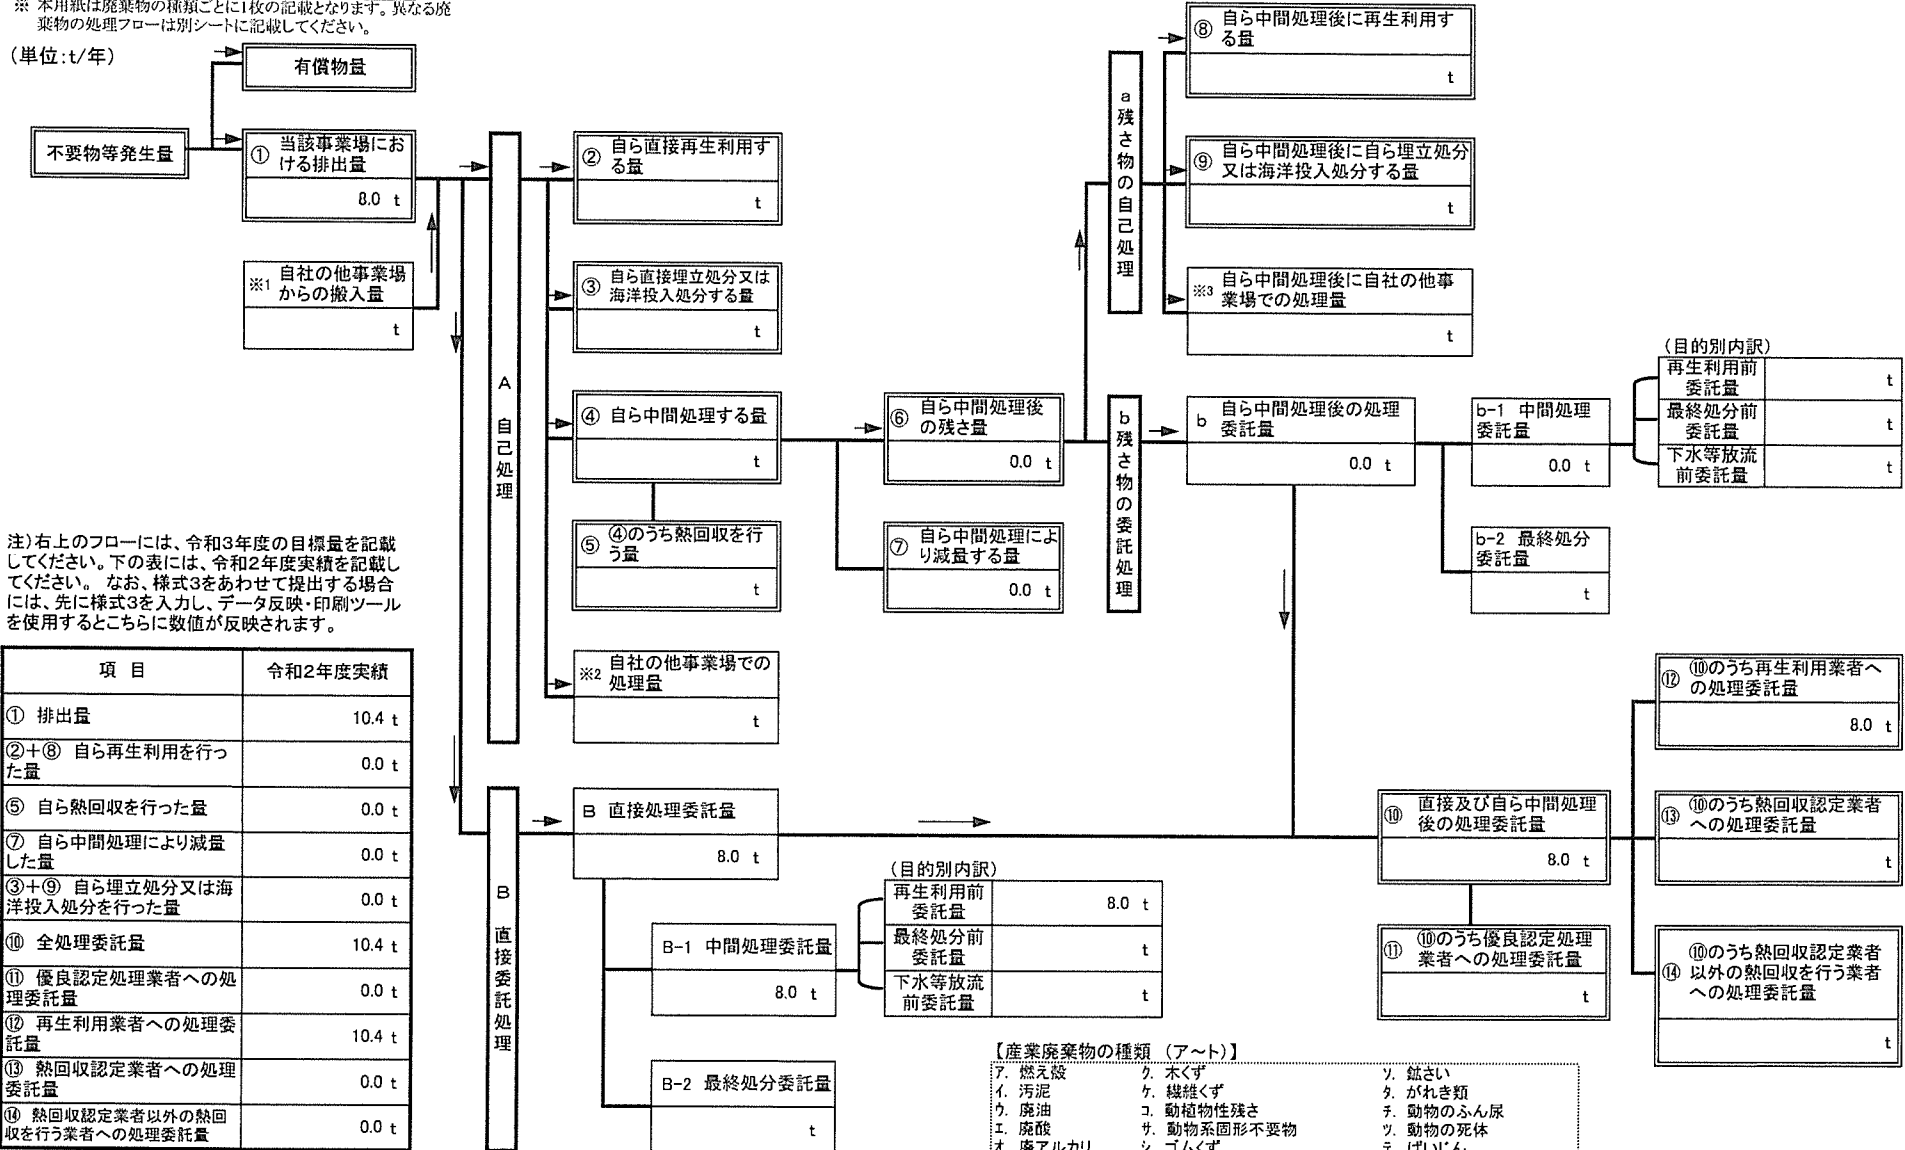 ※ 本用紙は廃棄物の種類ごとに1枚の記載となります。異なる廃
棄物の処理フローは別シートに記載してください。
(単位:t/年)
有償物量
不要物等発生量
① 当該事業場にお
ける排出量
8.0 t
※1 自社の他事業場
からの搬入量
t
A 自己処理
② 自ら直接再生利用す
る量
t
③ 自ら直接埋立処分又は
海洋投入処分する量
t
④ 自ら中間処理する量
t
⑤ ④のうち熱回収を行
う量
t
※2 自社の他事業場での
処理量
t
⑥ 自ら中間処理後
の残さ量
0.0 t
⑦ 自ら中間処理によ
り減量する量
0.0 t
a 残さ物の自己処理
⑧ 自ら中間処理後に再生利用す
る量
t
⑨ 自ら中間処理後に自ら埋立処分
又は海洋投入処分する量
t
※3 自ら中間処理後に自社の他事
業場での処理量
t
b 残さ物の委託処理
b 自ら中間処理後の処理
委託量
0.0 t
b-1 中間処理
委託量
0.0 t
(目的別内訳)
再生利用前
委託量
t
最終処分前
委託量
t
下水等放流
前委託量
t
b-2 最終処分
委託量
t
注)右上のフローには、令和3年度の目標量を記載
してください。下の表には、令和2年度実績を記載し
てください。 なお、様式3をあわせて提出する場合
には、先に様式3を入力し、データ反映・印刷ツール
を使用するとこちらに数値が反映されます。
項 目 令和2年度実績
① 排出量 10.4 t
②+⑧ 自ら再生利用を行っ
た量 0.0 t
⑤ 自ら熱回収を行った量 0.0 t
⑦ 自ら中間処理により減量
した量 0.0 t
③+⑨ 自ら埋立処分又は海
洋投入処分を行った量 0.0 t
⑩ 全処理委託量 10.4 t
⑪ 優良認定処理業者への処
理委託量 0.0 t
⑫ 再生利用業者への処理委
託量 10.4 t
⑬ 熱回収認定業者への処理
委託量 0.0 t
⑭ 熱回収認定業者以外の熱回
収を行う業者への処理委託量 0.0 t
B 直接委託処理
B 直接処理委託量
8.0 t
B-1 中間処理委託量
8.0 t
(目的別内訳)
再生利用前
委託量
8.0 t
最終処分前
委託量
t
下水等放流
前委託量
t
B-2 最終処分委託量
t
⑩ 直接及び自ら中間処理
後の処理委託量
8.0 t
⑪ ⑩のうち優良認定処理
業者への処理委託量
t
⑫ ⑩のうち再生利用業者へ
の処理委託量
8.0 t
⑬ ⑩のうち熱回収認定業者
への処理委託量
t
⑭ ⑩のうち熱回収認定業者
以外の熱回収を行う業者
への処理委託量
t
【産業廃棄物の種類 (ア~ト)】
ア. 燃え殻 ク. 木くず ソ. 鉱さい
イ. 汚泥 ケ. 繊維くず タ. がれき類
ウ. 廃油 コ. 動植物性残さ チ. 動物のふん尿
エ. 廃酸 サ. 動物系固形不要物 ツ. 動物の死体
オ. 廃アルカリ シ. ゴムくず テ. ばいじん